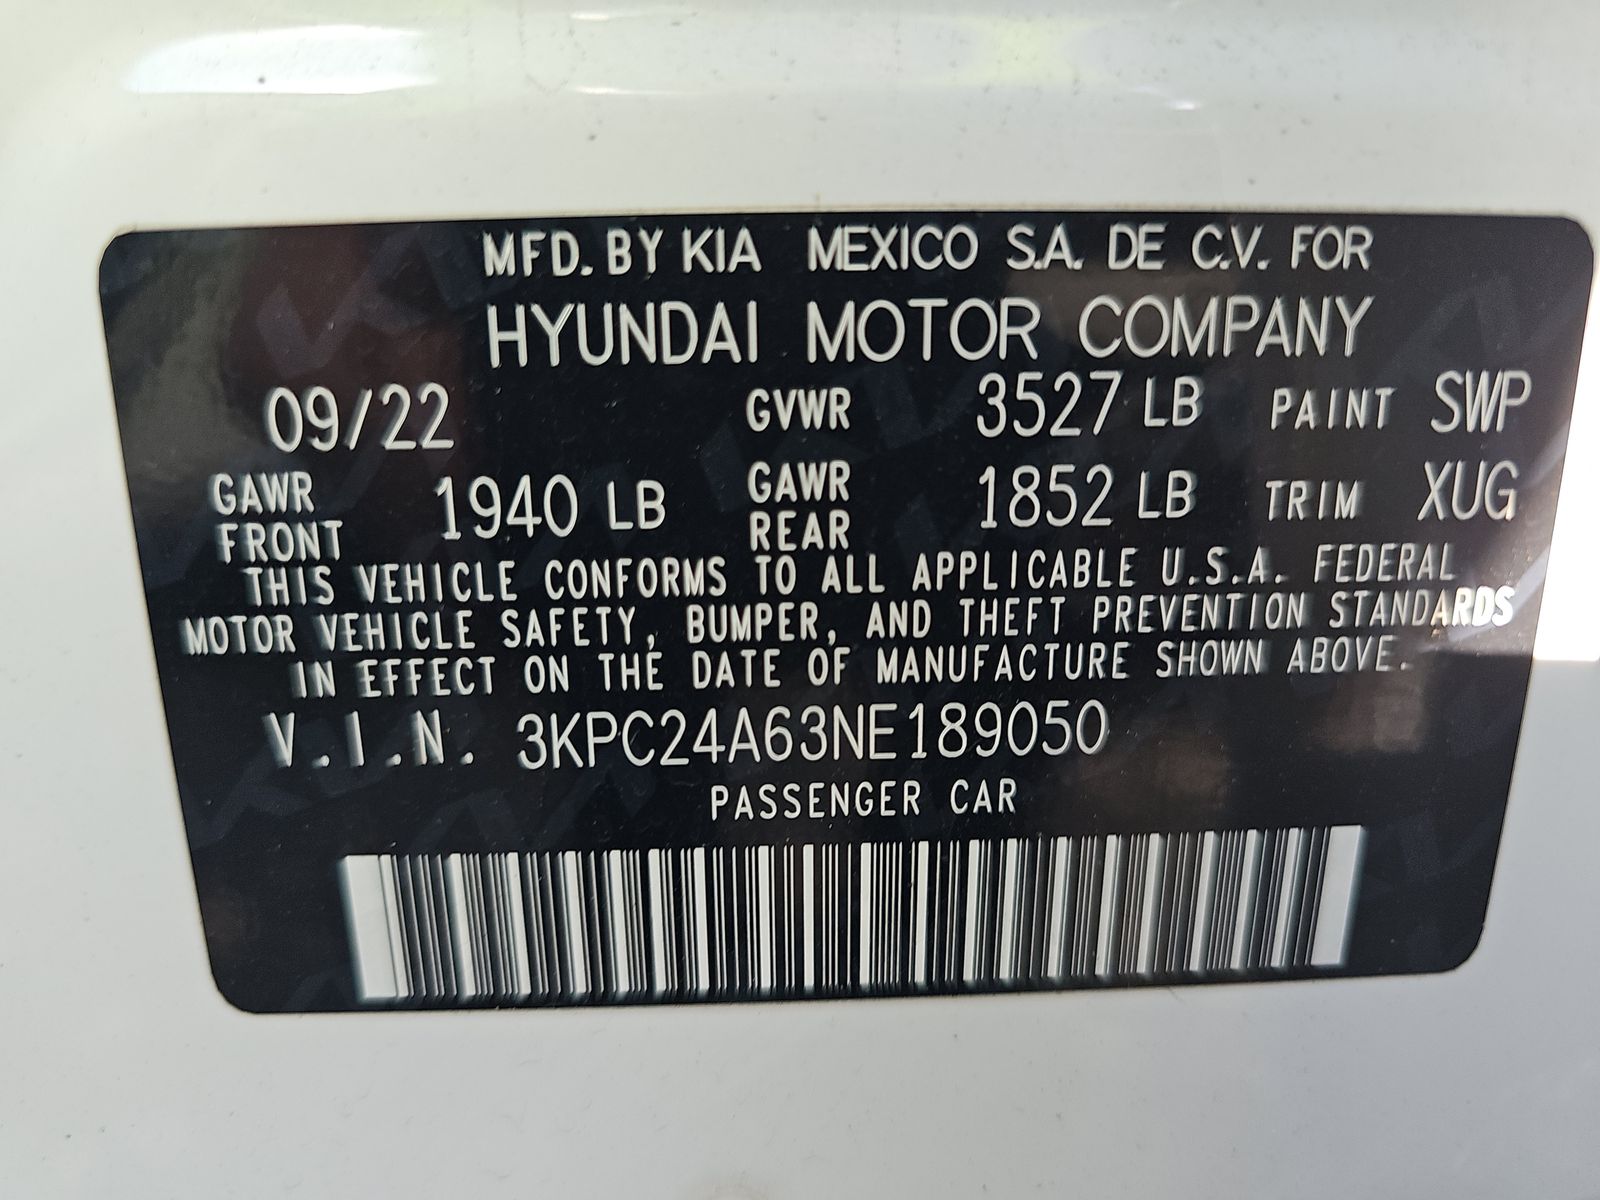 MFD. BY KIA MEXICO S.A. DE C.V. FOR
HYUNDAI MOTOR COMPANY
09/22 GVWR 3527 LB PAINT SWP
GAWR FRONT 1940 LB GAWR REAR 1852 LB TRIM XUG
THIS VEHICLE CONFORMS TO ALL APPLICABLE U.S.A. FEDERAL
MOTOR VEHICLE SAFETY, BUMPER, AND THEFT PREVENTION STANDARDS
IN EFFECT ON THE DATE OF MANUFACTURE SHOWN ABOVE.
V.I.N. 3KPC24A63NE189050
PASSENGER CAR